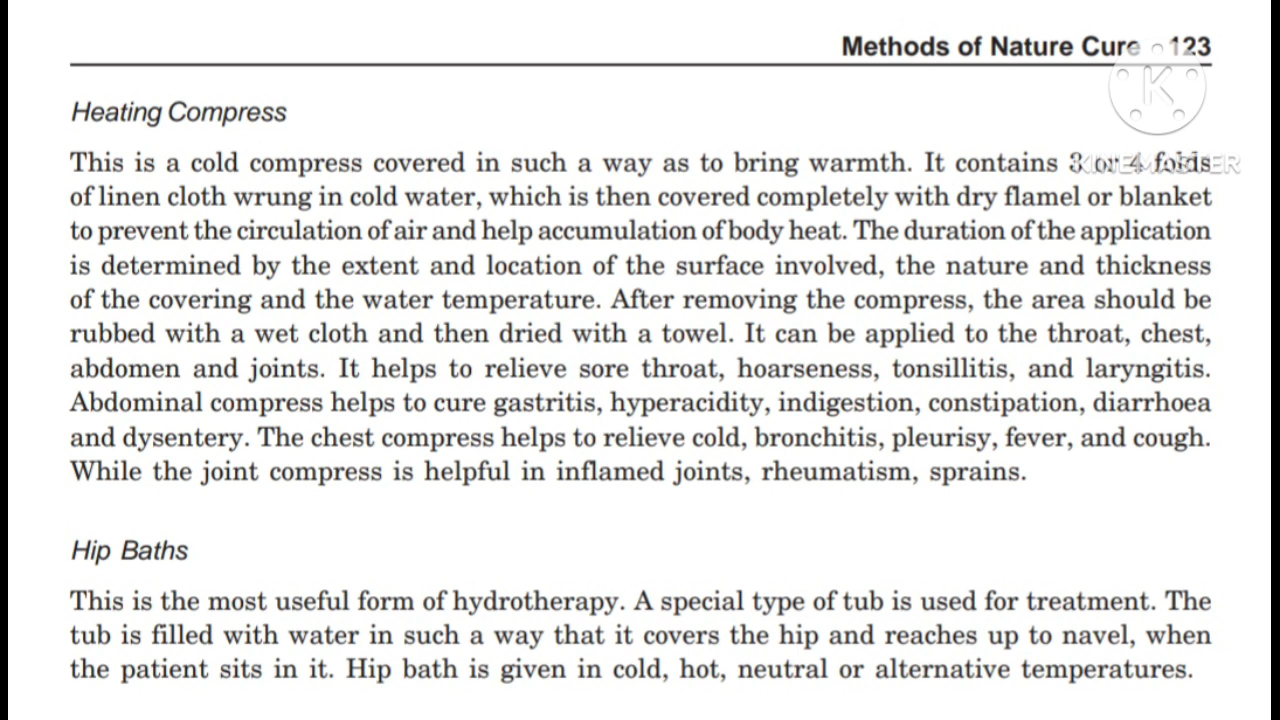 Methods of Nature Cure 123
Heating Compress
This is a cold compress covered in such a way as to bring warmth. It contains 3 or 4 folds
of linen cloth wrung in cold water, which is then covered completely with dry flamel or blanket
to prevent the circulation of air and help accumulation of body heat. The duration of the application
is determined by the extent and location of the surface involved, the nature and thickness
of the covering and the water temperature. After removing the compress, the area should be
rubbed with a wet cloth and then dried with a towel. It can be applied to the throat, chest,
abdomen and joints. It helps to relieve sore throat, hoarseness, tonsillitis, and laryngitis.
Abdominal compress helps to cure gastritis, hyperacidity, indigestion, constipation, diarrhoea
and dysentery. The chest compress helps to relieve cold, bronchitis, pleurisy, fever, and cough.
While the joint compress is helpful in inflamed joints, rheumatism, sprains.
Hip Baths
This is the most useful form of hydrotherapy. A special type of tub is used for treatment. The
tub is filled with water in such a way that it covers the hip and reaches up to navel, when
the patient sits in it. Hip bath is given in cold, hot, neutral or alternative temperatures.
K
KINEMASTER